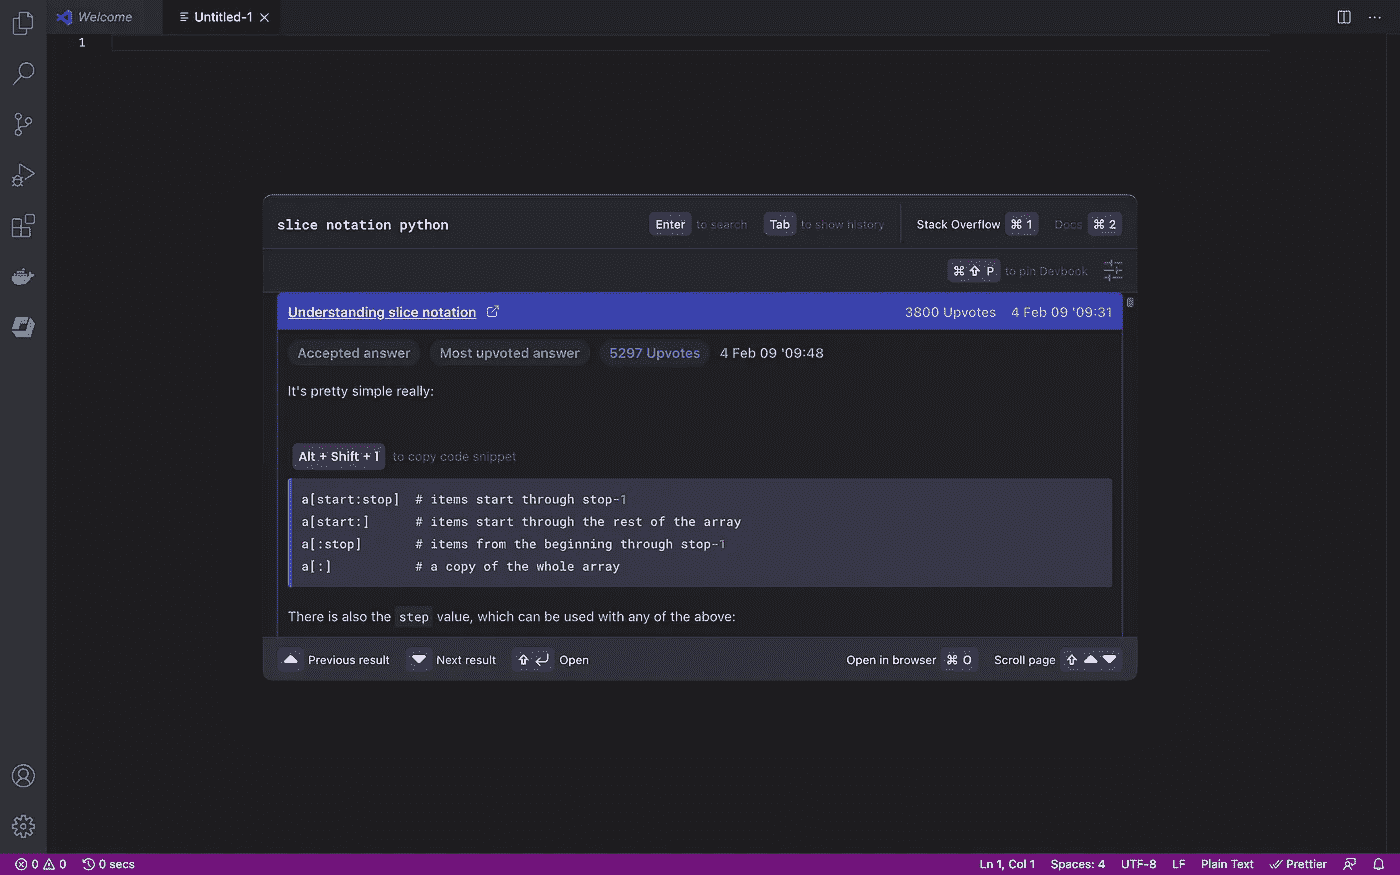 Welcome
Untitled-1
1
slice notation python Enter to search Tab to show history Stack Overflow ⌘ 1 Docs ⌘ 2
⌘ ⇧ P to pin Devbook
Understanding slice notation 3800 Upvotes 4 Feb 09 '09:31
Accepted answer Most upvoted answer 5297 Upvotes 4 Feb 09 '09:48
It's pretty simple really:
Alt + Shift + 1 to copy code snippet
a[start:stop]  # items start through stop-1
a[start:]      # items start through the rest of the array
a[:stop]       # items from the beginning through stop-1
a[:]           # a copy of the whole array
There is also the step value, which can be used with any of the above:
Previous result Next result Open Open in browser ⌘ O Scroll page
0 0 0 secs Ln 1, Col 1 Spaces: 4 UTF-8 LF Plain Text Prettier